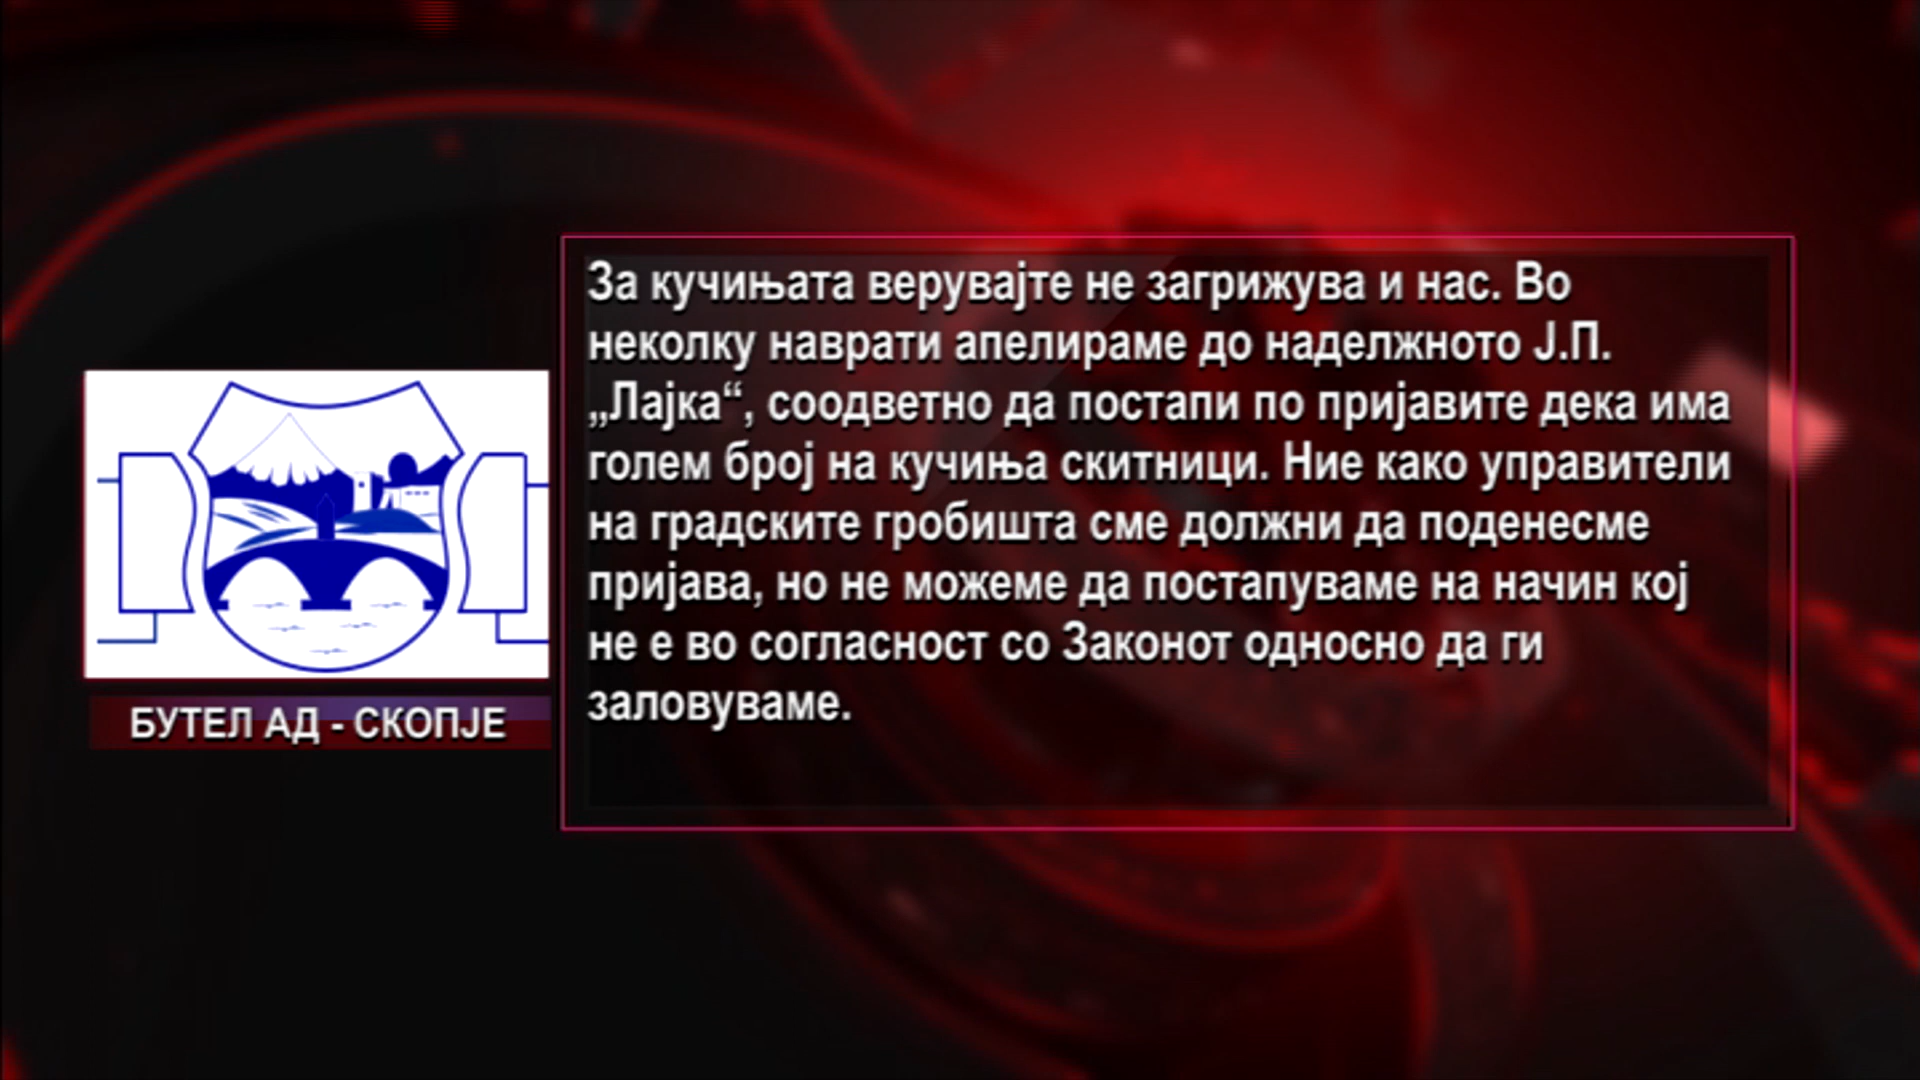 За кучињата верувајте не загрижува и нас. Во
неколку наврати апелираме до наделжното Ј.П.
„Лајка“, соодветно да постапи по пријавите дека има
голем број на кучиња скитници. Ние како управители
на градските гробишта сме должни да поденесме
пријава, но не можеме да постапуваме на начин кој
не е во согласност со Законот односно да ги
заловуваме.
БУТЕЛ АД - СКОПЈЕ